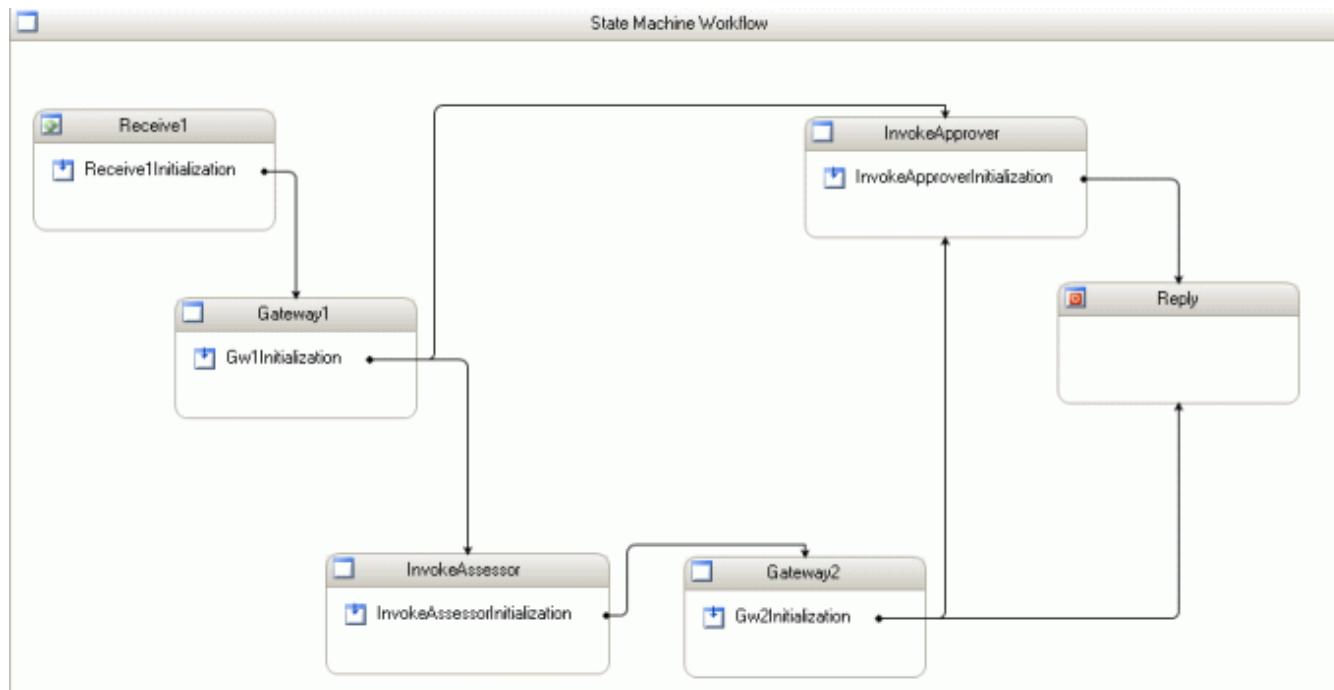 State Machine Workflow
Receive1
Receive1Initialization
InvokeApprover
InvokeApproverInitialization
Gateway1
Gw1Initialization
Reply
InvokeAssessor
InvokeAssessorInitialization
Gateway2
Gw2Initialization